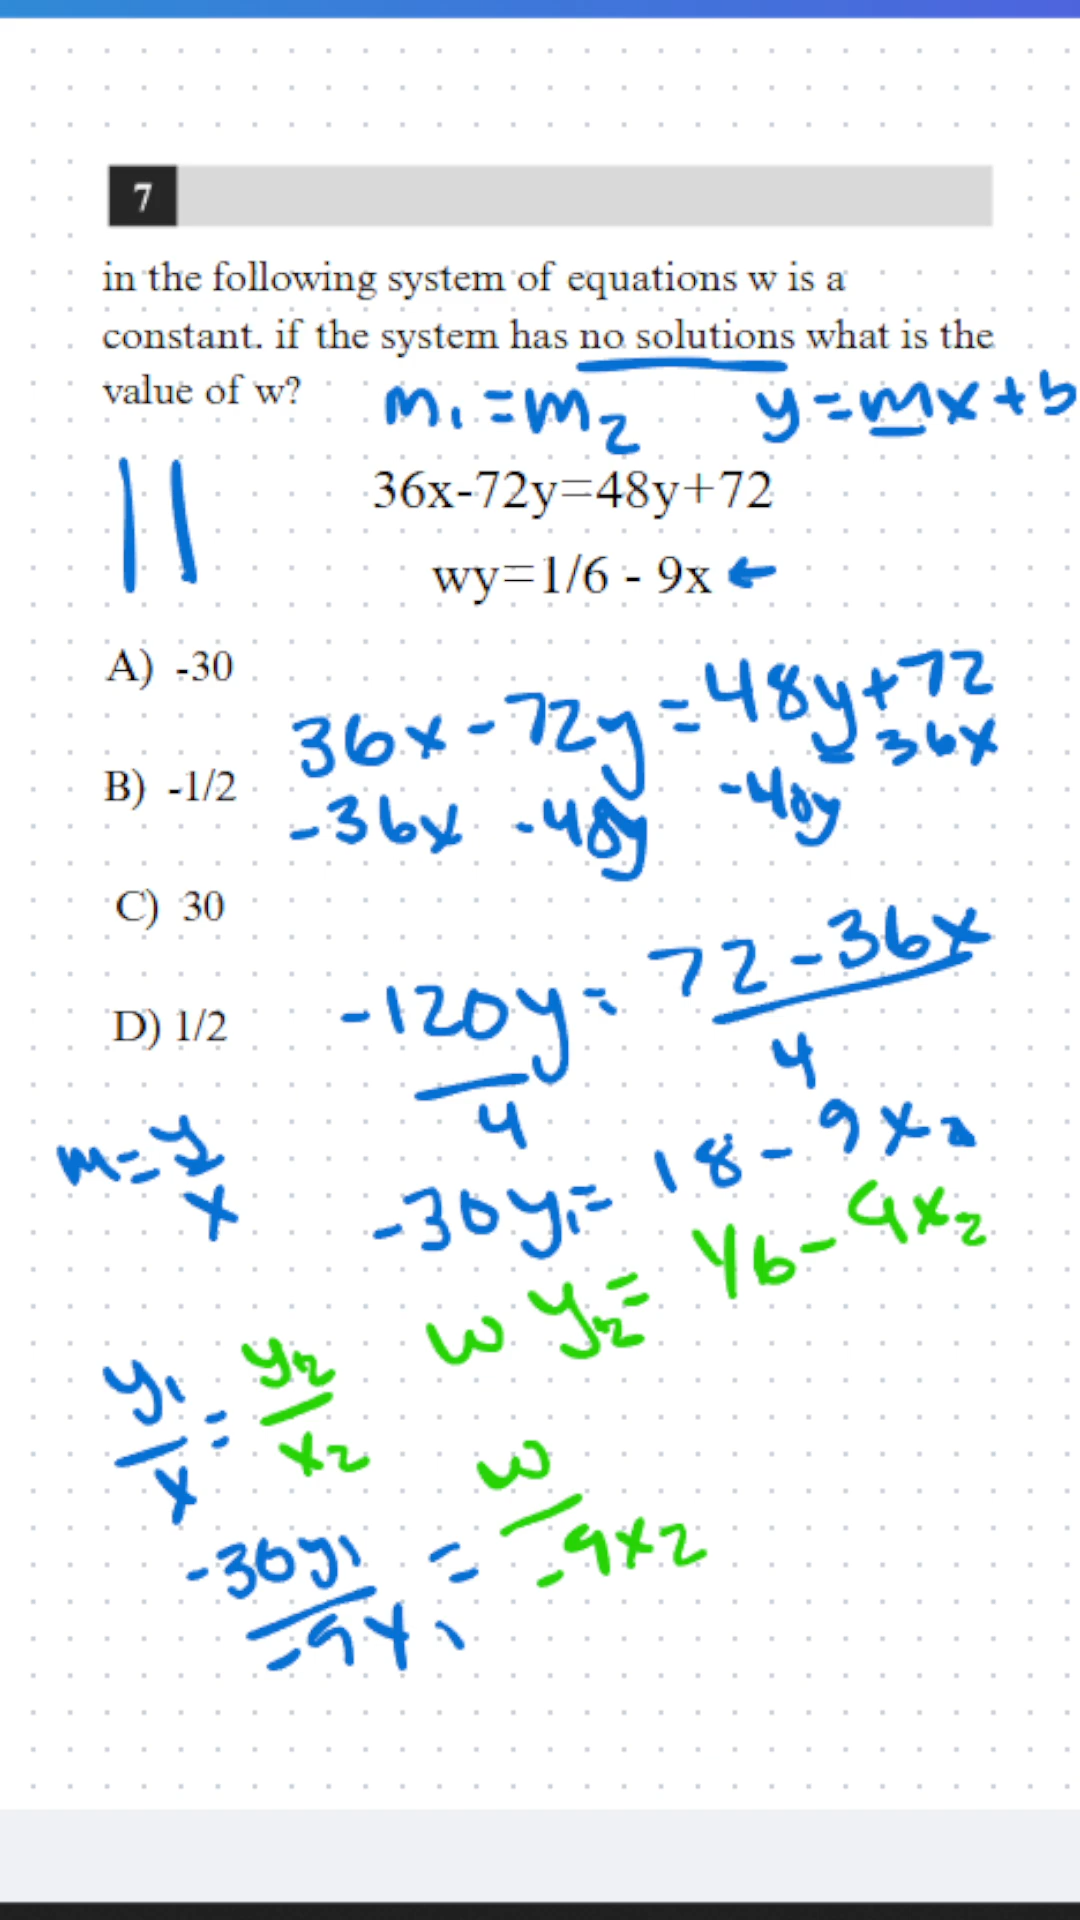 7
in the following system of equations w is a
constant. if the system has no solutions what is the
value of w?
m₁=m₂ y=mx+b
36x-72y=48y+72
wy=1/6 - 9x ←
A) -30
B) -1/2
C) 30
D) 1/2
36x-72y=48y+72
-36x
-36x -48y -48y
-120y= 72-36x
4 4
m=y
x
-30y₁= 18-9x
w y₂= 1/6-9x₂
y₁ = y₂
x x₂
-30y₁ = w
-9x₁ -9x₂